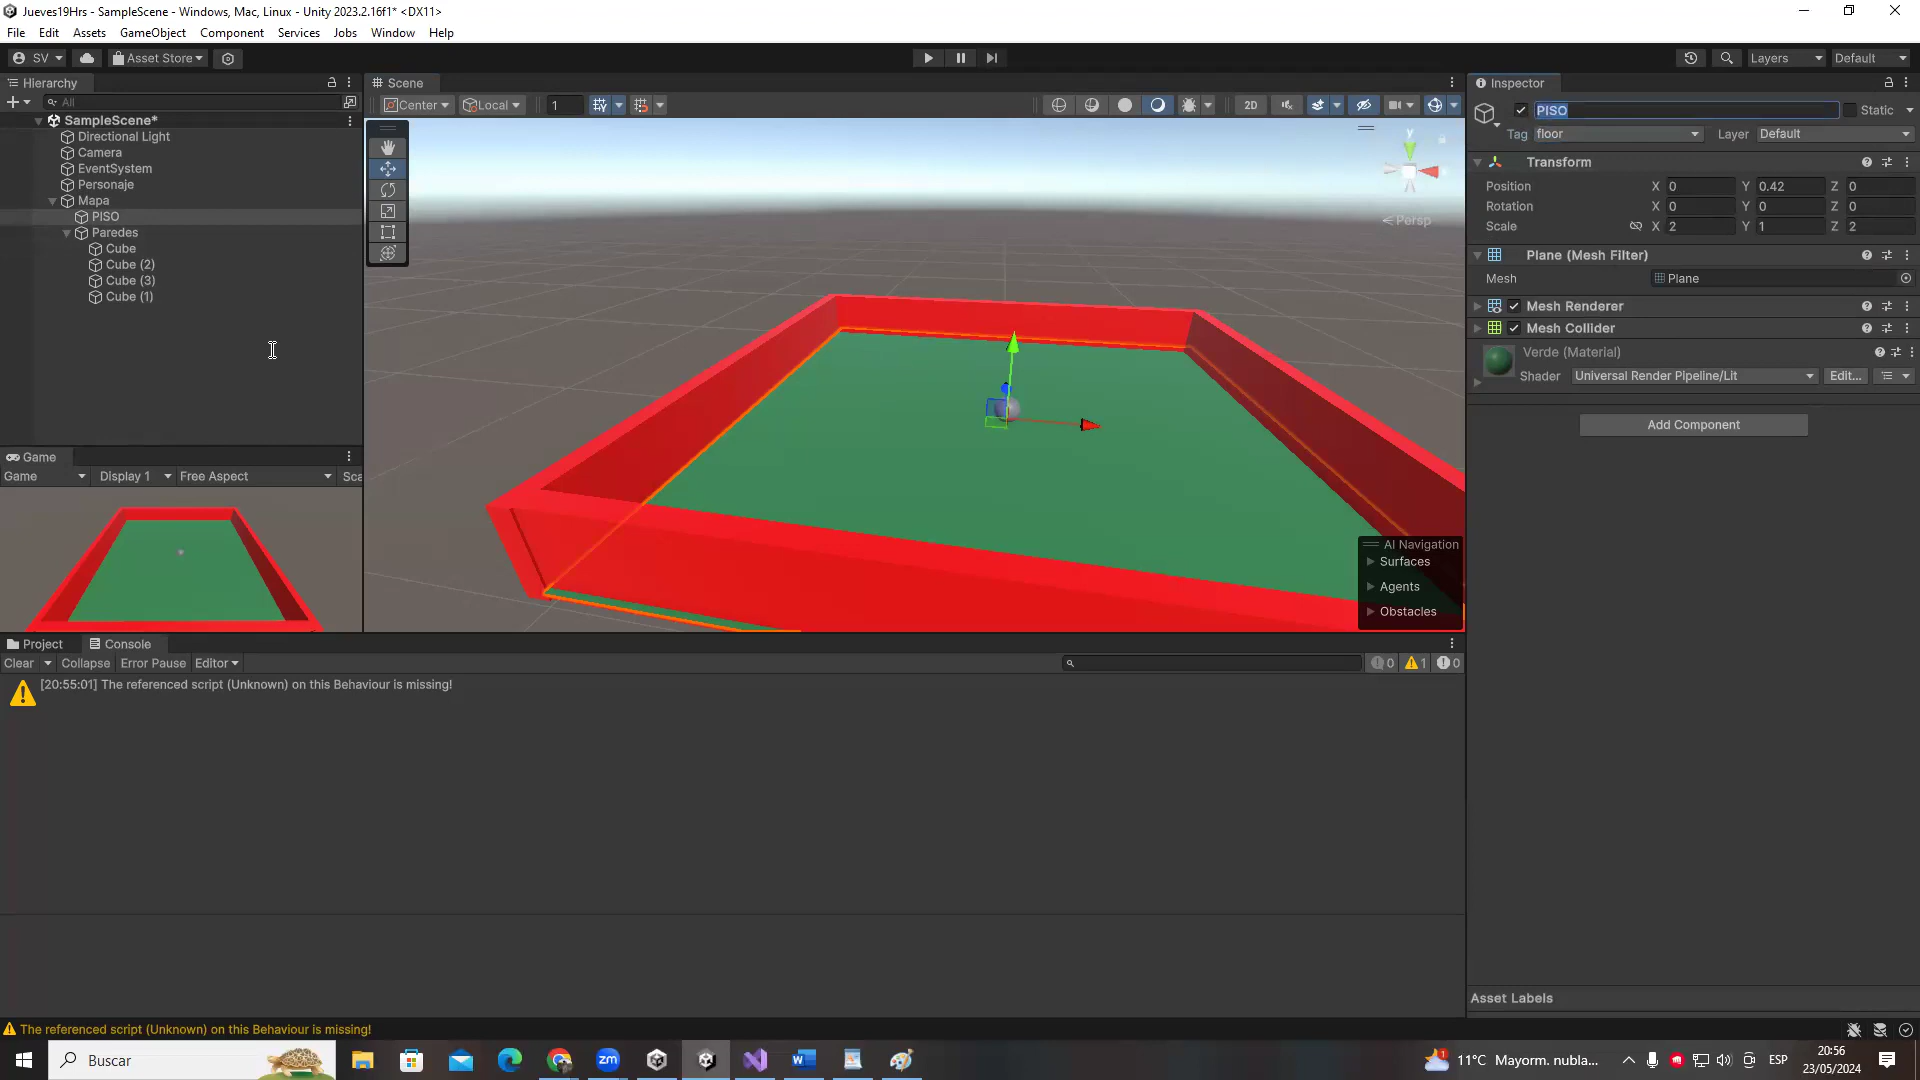 Jueves19Hrs - SampleScene - Windows, Mac, Linux - Unity 2023.2.16f1* <DX11>
File Edit Assets GameObject Component Services Jobs Window Help
SV Asset Store Layers Default
Hierarchy
All
SampleScene*
Directional Light
Camera
EventSystem
Personaje
Mapa
PISO
Paredes
Cube
Cube (2)
Cube (3)
Cube (1)
Game
Game Display 1 Free Aspect Sca
Scene
Center Local 1 2D
y
Persp
AI Navigation
Surfaces
Agents
Obstacles
Inspector
PISO Static
Tag floor Layer Default
Transform
Position X 0 Y 0.42 Z 0
Rotation X 0 Y 0 Z 0
Scale X 2 Y 1 Z 2
Plane (Mesh Filter)
Mesh Plane
Mesh Renderer
Mesh Collider
Verde (Material)
Shader Universal Render Pipeline/Lit Edit...
Add Component
Asset Labels
Project Console
Clear Collapse Error Pause Editor 0 1 0
[20:55:01] The referenced script (Unknown) on this Behaviour is missing!
The referenced script (Unknown) on this Behaviour is missing!
Buscar
zm
W
1
11°C Mayorm. nubla...
ESP
20:56
23/05/2024